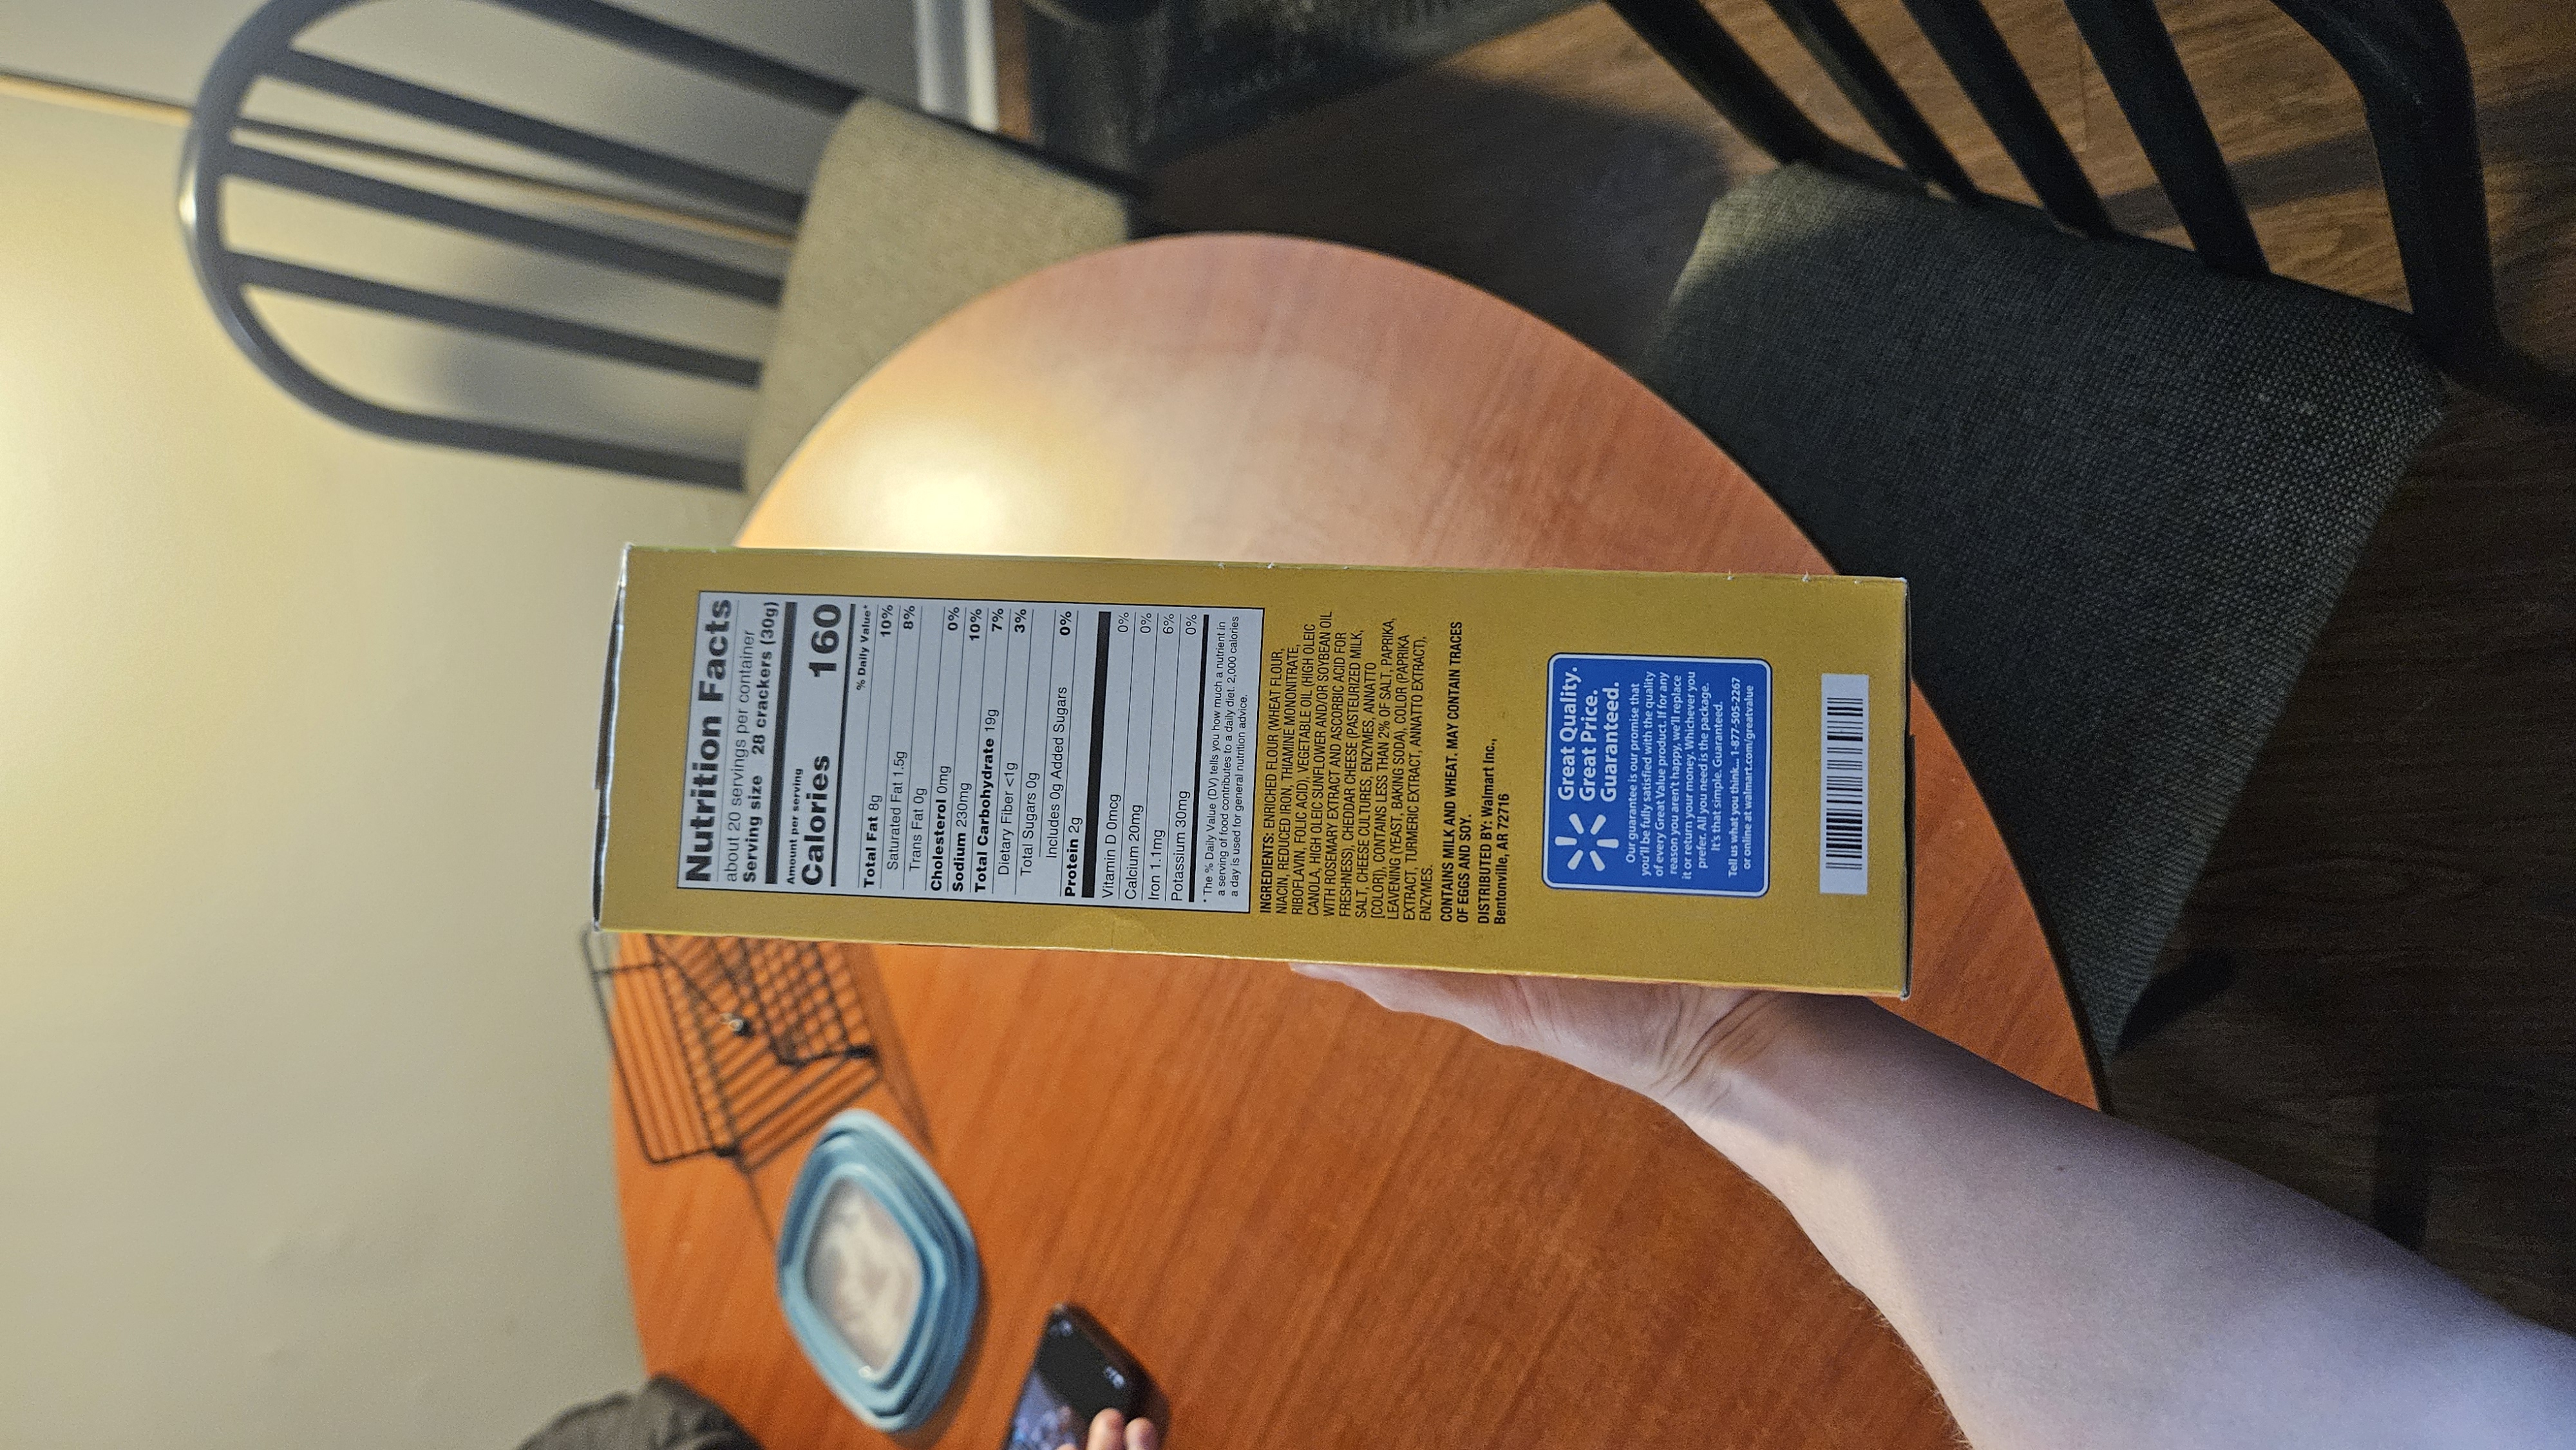 Nutrition Facts
about 20 servings per container
Serving size 28 crackers (30g)
Amount per serving
Calories 160
% Daily Value*
Total Fat 8g 10%
Saturated Fat 1.5g 8%
Trans Fat 0g
Cholesterol 0mg 0%
Sodium 230mg 10%
Total Carbohydrate 19g 7%
Dietary Fiber <1g 3%
Total Sugars 0g
Includes 0g Added Sugars 0%
Protein 2g
Vitamin D 0mcg 0%
Calcium 20mg 0%
Iron 1.1mg 6%
Potassium 30mg 0%
* The % Daily Value (DV) tells you how much a nutrient in
a serving of food contributes to a daily diet. 2,000 calories
a day is used for general nutrition advice.
INGREDIENTS: ENRICHED FLOUR (WHEAT FLOUR,
NIACIN, REDUCED IRON, THIAMINE MONONITRATE,
RIBOFLAVIN, FOLIC ACID), VEGETABLE OIL (HIGH OLEIC
CANOLA, HIGH OLEIC SUNFLOWER AND/OR SOYBEAN OIL
WITH ROSEMARY EXTRACT AND ASCORBIC ACID FOR
FRESHNESS), CHEDDAR CHEESE (PASTEURIZED MILK,
SALT, CHEESE CULTURES, ENZYMES, ANNATTO
[COLOR]), CONTAINS LESS THAN 2% OF SALT, PAPRIKA,
LEAVENING (YEAST, BAKING SODA), COLOR (PAPRIKA
EXTRACT, TURMERIC EXTRACT, ANNATTO EXTRACT),
ENZYMES.
CONTAINS MILK AND WHEAT. MAY CONTAIN TRACES
OF EGGS AND SOY.
DISTRIBUTED BY: Walmart Inc.,
Bentonville, AR 72716
Great Quality.
Great Price.
Guaranteed.
Our guarantee is our promise that
you'll be fully satisfied with the quality
of every Great Value product. If for any
reason you aren't happy, we'll replace
it or return your money. Whichever you
prefer. All you need is the package.
It's that simple. Guaranteed.
Tell us what you think... 1-877-505-2267
or online at walmart.com/greatvalue